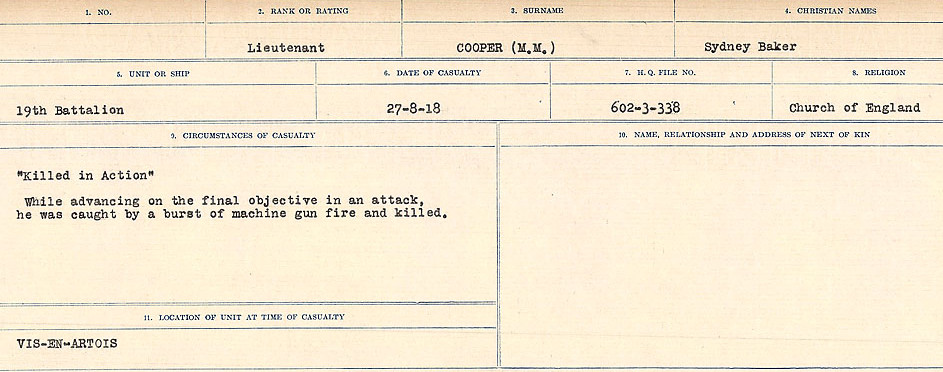 1. NO.
2. RANK OR RATING
3. SURNAME
4. CHRISTIAN NAMES
Lieutenant
COOPER (M.M.)
Sydney Baker
5. UNIT OR SHIP
6. DATE OF CASUALTY
7. H.Q. FILE NO.
8. RELIGION
19th Battalion
27-8-18
602-3-338
Church of England
9. CIRCUMSTANCES OF CASUALTY
10. NAME, RELATIONSHIP AND ADDRESS OF NEXT OF KIN
"Killed in Action"
While advancing on the final objective in an attack,
he was caught by a burst of machine gun fire and killed.
11. LOCATION OF UNIT AT TIME OF CASUALTY
VIS-EN-ARTOIS